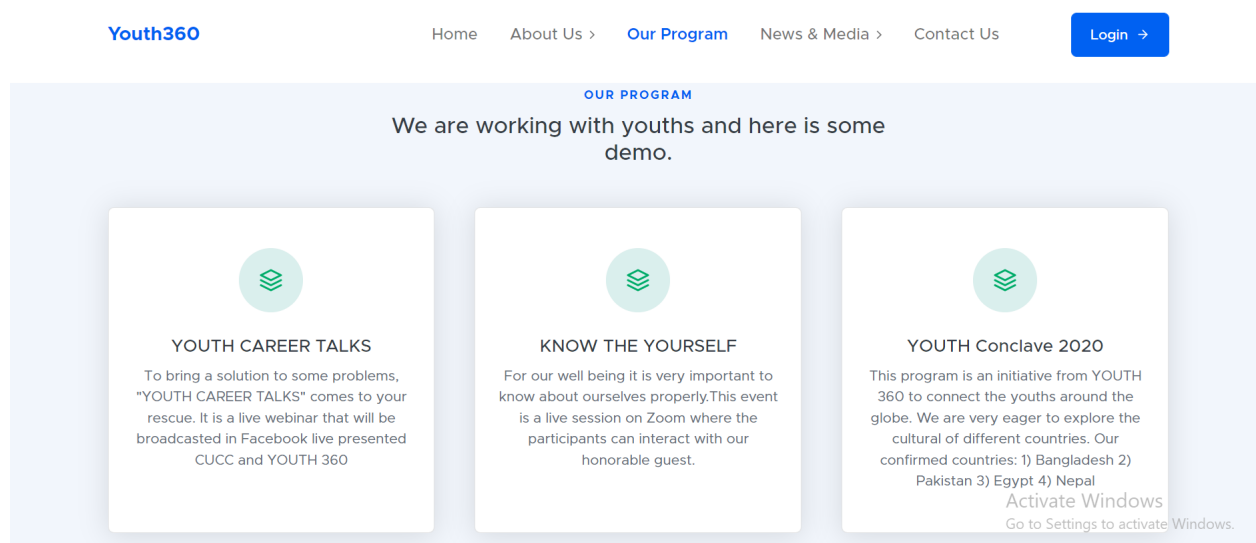 Youth360
Home
About Us >
Our Program
News & Media >
Contact Us
Login →
OUR PROGRAM
We are working with youths and here is some
demo.
YOUTH CAREER TALKS
To bring a solution to some problems,
"YOUTH CAREER TALKS" comes to your
rescue. It is a live webinar that will be
broadcasted in Facebook live presented
CUCC and YOUTH 360
KNOW THE YOURSELF
For our well being it is very important to
know about ourselves properly.This event
is a live session on Zoom where the
participants can interact with our
honorable guest.
YOUTH Conclave 2020
This program is an initiative from YOUTH
360 to connect the youths around the
globe. We are very eager to explore the
cultural of different countries. Our
confirmed countries: 1) Bangladesh 2)
Pakistan 3) Egypt 4) Nepal
Activate Windows
Go to Settings to activate Windows.